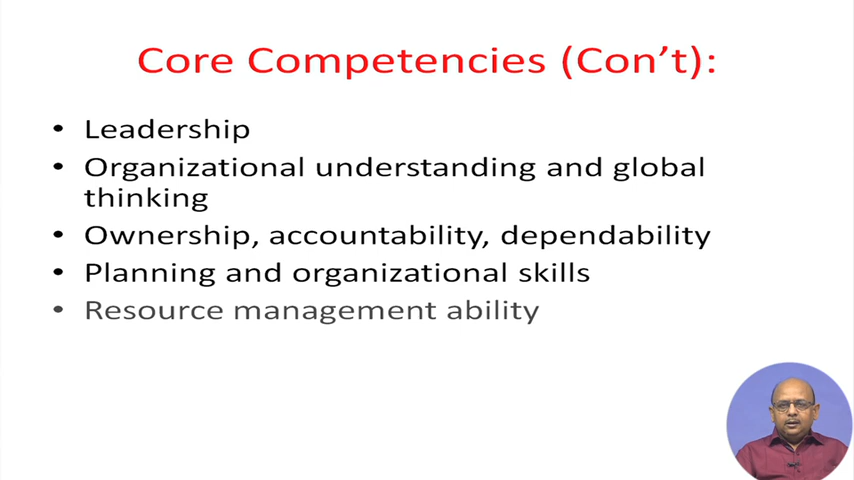 Core Competencies (Con’t):
• Leadership
• Organizational understanding and global
thinking
• Ownership, accountability, dependability
• Planning and organizational skills
• Resource management ability